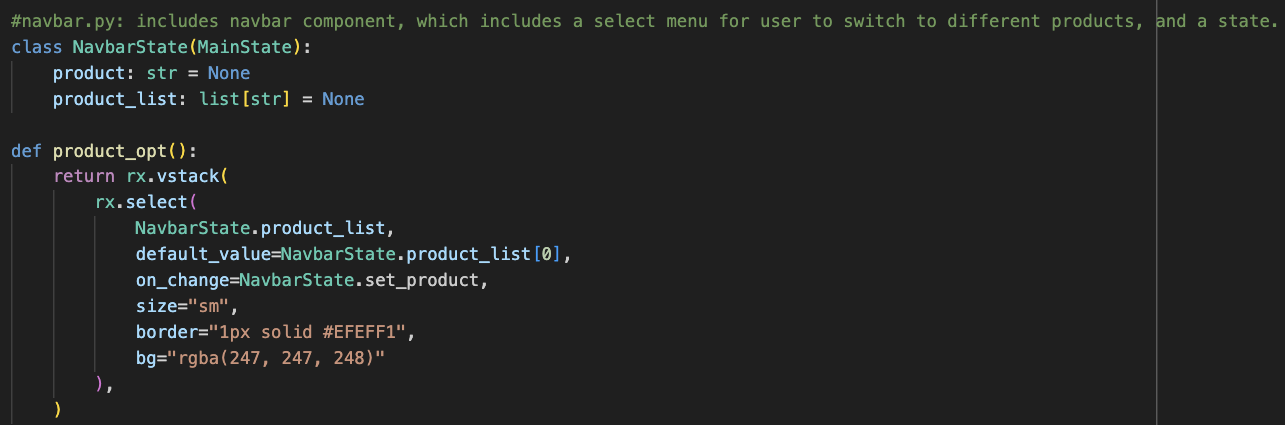 #navbar.py: includes navbar component, which includes a select menu for user to switch to different products, and a state.
class NavbarState(MainState):
    product: str = None
    product_list: list[str] = None

def product_opt():
    return rx.vstack(
        rx.select(
            NavbarState.product_list,
            default_value=NavbarState.product_list[0],
            on_change=NavbarState.set_product,
            size="sm",
            border="1px solid #EFEFF1",
            bg="rgba(247, 247, 248)"
        ),
    )